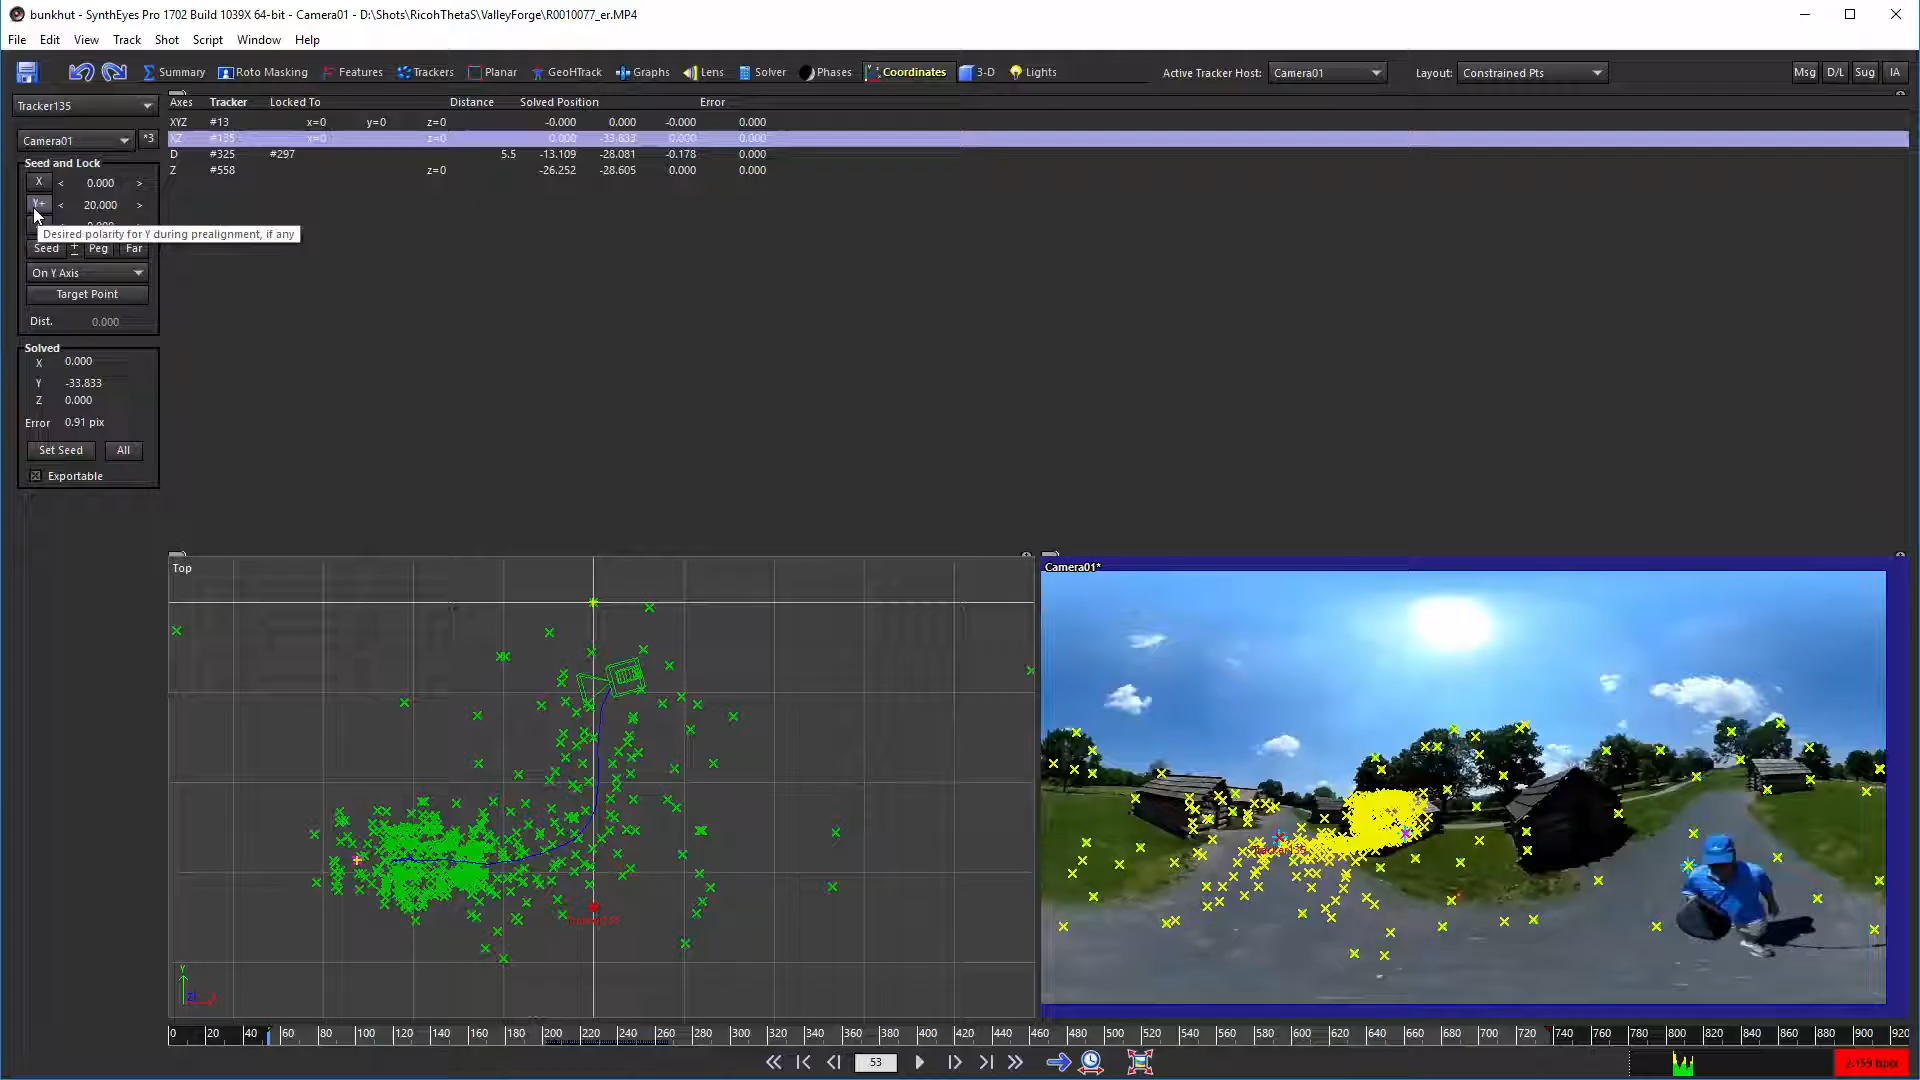 bunkhut - SynthEyes Pro 1702 Build 1039X 64-bit - Camera01 - D:\Shots\RicohThetaS\ValleyForge\R0010077_er.MP4
File Edit View Track Shot Script Window Help
Summary Roto Masking Features Trackers Planar GeoHTrack Graphs Lens Solver Phases Coordinates 3-D Lights Active Tracker Host: Camera01 Layout: Constrained Pts Msg D/L Sug IA
Tracker135
Axes Tracker Locked To Distance Solved Position Error
XYZ #13 x=0 y=0 z=0 -0.000 0.000 -0.000 0.000
XZ #135 x=0 z=0 0.000 -33.833 0.000 0.000
D #325 #297 5.5 -13.109 -28.081 -0.178 0.000
Z #558 z=0 -26.252 -28.605 0.000 0.000
Camera01 *3
Seed and Lock
X < 0.000 >
Y+ < 20.000 >
Desired polarity for Y during prealignment, if any
Seed Peg Far
On Y Axis
Target Point
Dist. 0.000
Solved
X 0.000
Y -33.833
Z 0.000
Error 0.91 pix
Set Seed All
Exportable
Top
Y
Camera01*
Tracker135
0 20 40 60 80 100 120 140 160 180 200 220 240 260 280 300 320 340 360 380 400 420 440 460 480 500 520 540 560 580 600 620 640 660 680 700 720 740 760 780 800 820 840 860 880 900 920
53
2.159 hpix